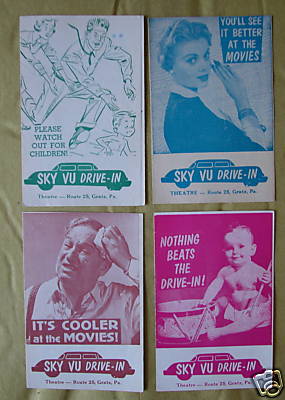 PLEASE
WATCH
OUT FOR
CHILDREN!
SKY VU DRIVE-IN
Theatre — Route 25, Gratz, Pa.
YOU'LL SEE
IT BETTER
AT THE
MOVIES
SKY VU DRIVE-IN
THEATRE — Route 25, Gratz, Pa.
IT'S COOLER
at the MOVIES!
SKY VU DRIVE-IN
Theatre — Route 25, Gratz, Pa.
NOTHING
BEATS
THE
DRIVE-IN!
SKY VU DRIVE-IN
Theatre — Route 25, Gratz, Pa.